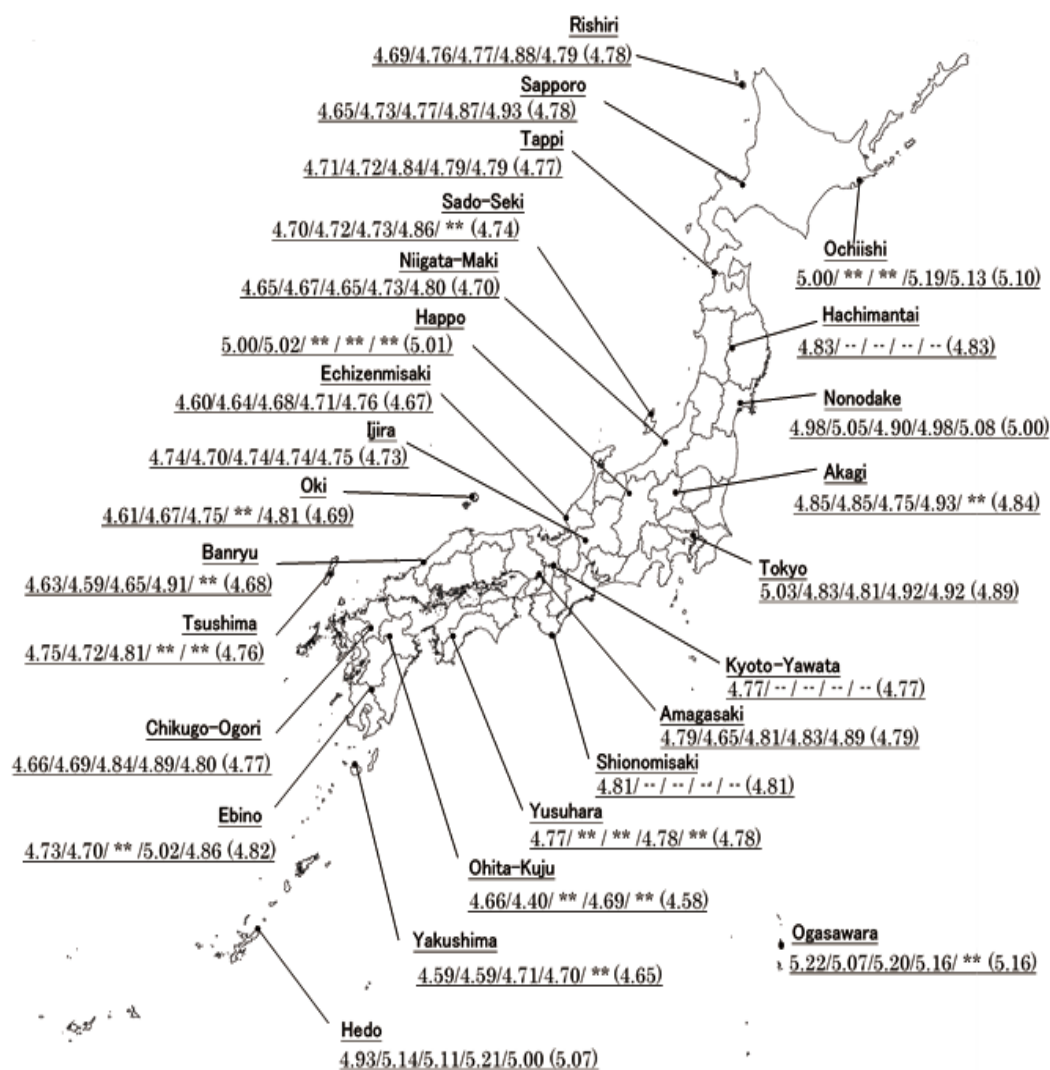 Rishiri
4.69/4.76/4.77/4.88/4.79 (4.78)
Sapporo
4.65/4.73/4.77/4.87/4.93 (4.78)
Tappi
4.71/4.72/4.84/4.79/4.79 (4.77)
Sado-Seki
4.70/4.72/4.73/4.86/ ** (4.74)
Niigata-Maki
4.65/4.67/4.65/4.73/4.80 (4.70)
Happo
5.00/5.02/ ** / ** / ** (5.01)
Echizenmisaki
4.60/4.64/4.68/4.71/4.76 (4.67)
Ijira
4.74/4.70/4.74/4.74/4.75 (4.73)
Oki
4.61/4.67/4.75/ ** /4.81 (4.69)
Banryu
4.63/4.59/4.65/4.91/ ** (4.68)
Tsushima
4.75/4.72/4.81/ ** / ** (4.76)
Chikugo-Ogori
4.66/4.69/4.84/4.89/4.80 (4.77)
Ebino
4.73/4.70/ ** /5.02/4.86 (4.82)
Ochiishi
5.00/ ** / ** /5.19/5.13 (5.10)
Hachimantai
4.83/ -- / -- / -- / -- (4.83)
Nonodake
4.98/5.05/4.90/4.98/5.08 (5.00)
Akagi
4.85/4.85/4.75/4.93/ ** (4.84)
Tokyo
5.03/4.83/4.81/4.92/4.92 (4.89)
Kyoto-Yawata
4.77/ -- / -- / -- / -- (4.77)
Amagasaki
4.79/4.65/4.81/4.83/4.89 (4.79)
Shionomisaki
4.81/ -- / -- / -- / -- (4.81)
Yusuhara
4.77/ ** / ** /4.78/ ** (4.78)
Ohita-Kuju
4.66/4.40/ ** /4.69/ ** (4.58)
Yakushima
4.59/4.59/4.71/4.70/ ** (4.65)
Ogasawara
5.22/5.07/5.20/5.16/ ** (5.16)
Hedo
4.93/5.14/5.11/5.21/5.00 (5.07)